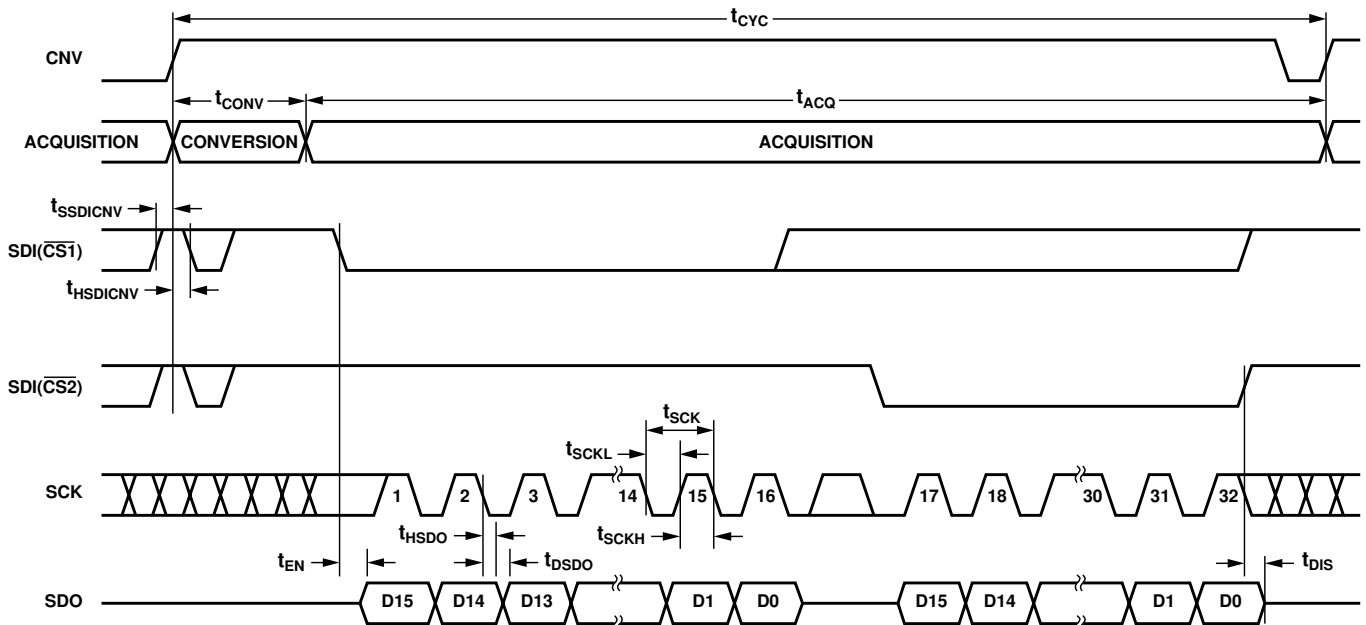 tCYC
CNV
tCONV
tACQ
ACQUISITION
CONVERSION
ACQUISITION
tSSDICNV
SDI(CS1)
tHSDICNV
SDI(CS2)
tSCK
tSCKL
SCK
1 2 3 14 15 16 17 18 30 31 32
tHSDO
tSCKH
tEN
tDSDO
tDIS
SDO
D15 D14 D13 D1 D0 D15 D14 D1 D0